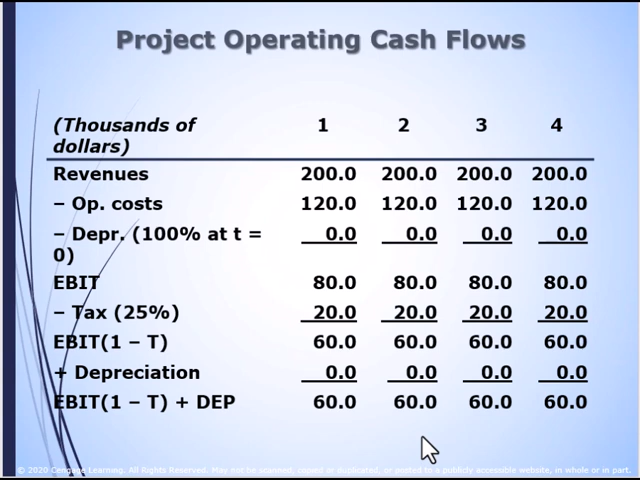 Project Operating Cash Flows
(Thousands of dollars) 1 2 3 4
Revenues 200.0 200.0 200.0 200.0
– Op. costs 120.0 120.0 120.0 120.0
– Depr. (100% at t = 0) 0.0 0.0 0.0 0.0
EBIT 80.0 80.0 80.0 80.0
– Tax (25%) 20.0 20.0 20.0 20.0
EBIT(1 – T) 60.0 60.0 60.0 60.0
+ Depreciation 0.0 0.0 0.0 0.0
EBIT(1 – T) + DEP 60.0 60.0 60.0 60.0
© 2020 Cengage Learning. All Rights Reserved. May not be scanned, copied or duplicated, or posted to a publicly accessible website, in whole or in part.